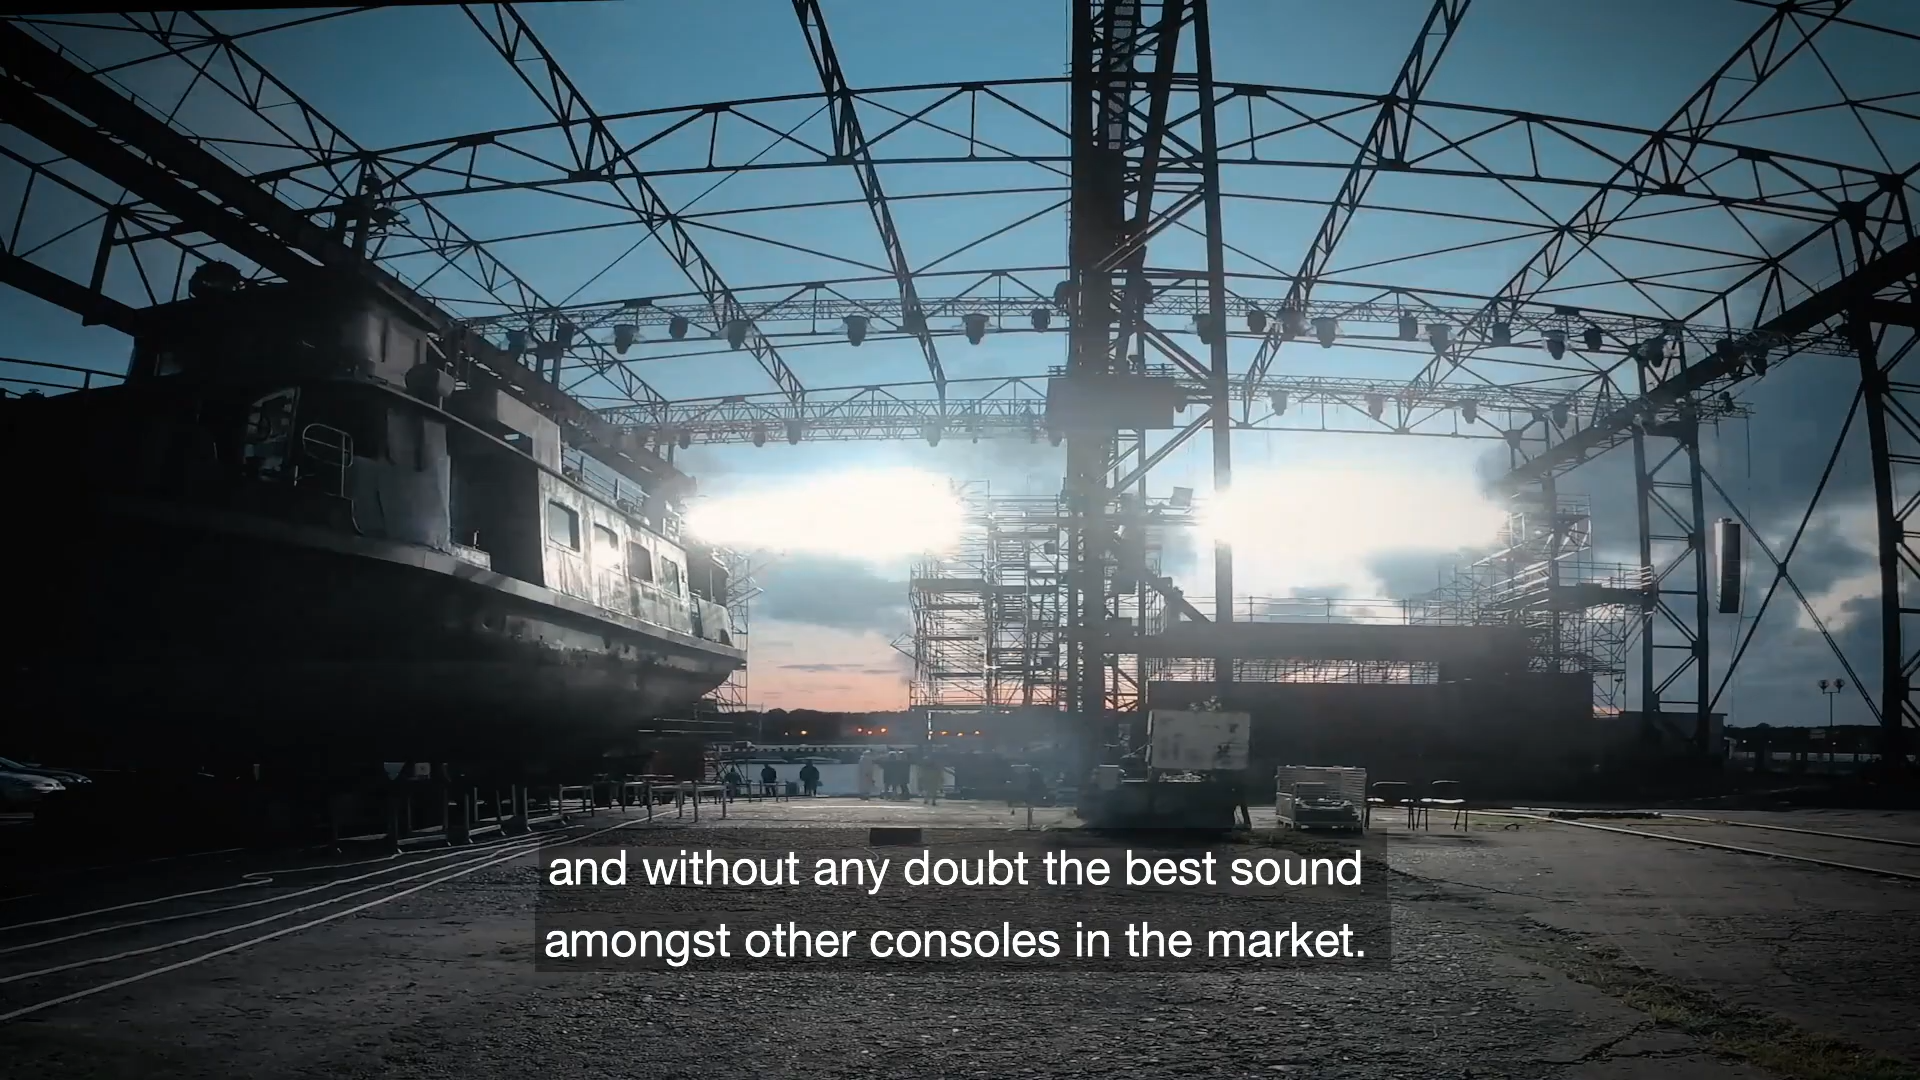 and without any doubt the best sound
amongst other consoles in the market.